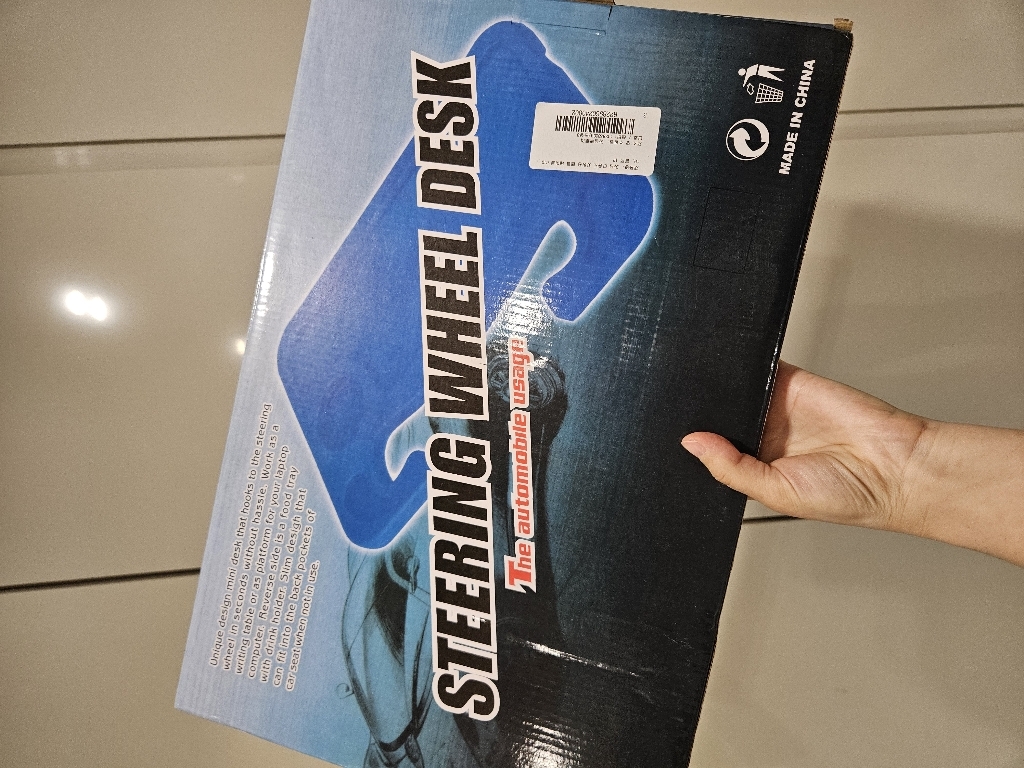 Unique design mini desk that hooks to the steering
wheel in seconds without hassle. Work as a
writing table or as platform for your laptop
computer. Reverse side is a food tray
with drink holder. Slim design that
can fit into the back pockets of
car seat when not in use.
STEERING WHEEL DESK
The automobile usage
MADE IN CHINA